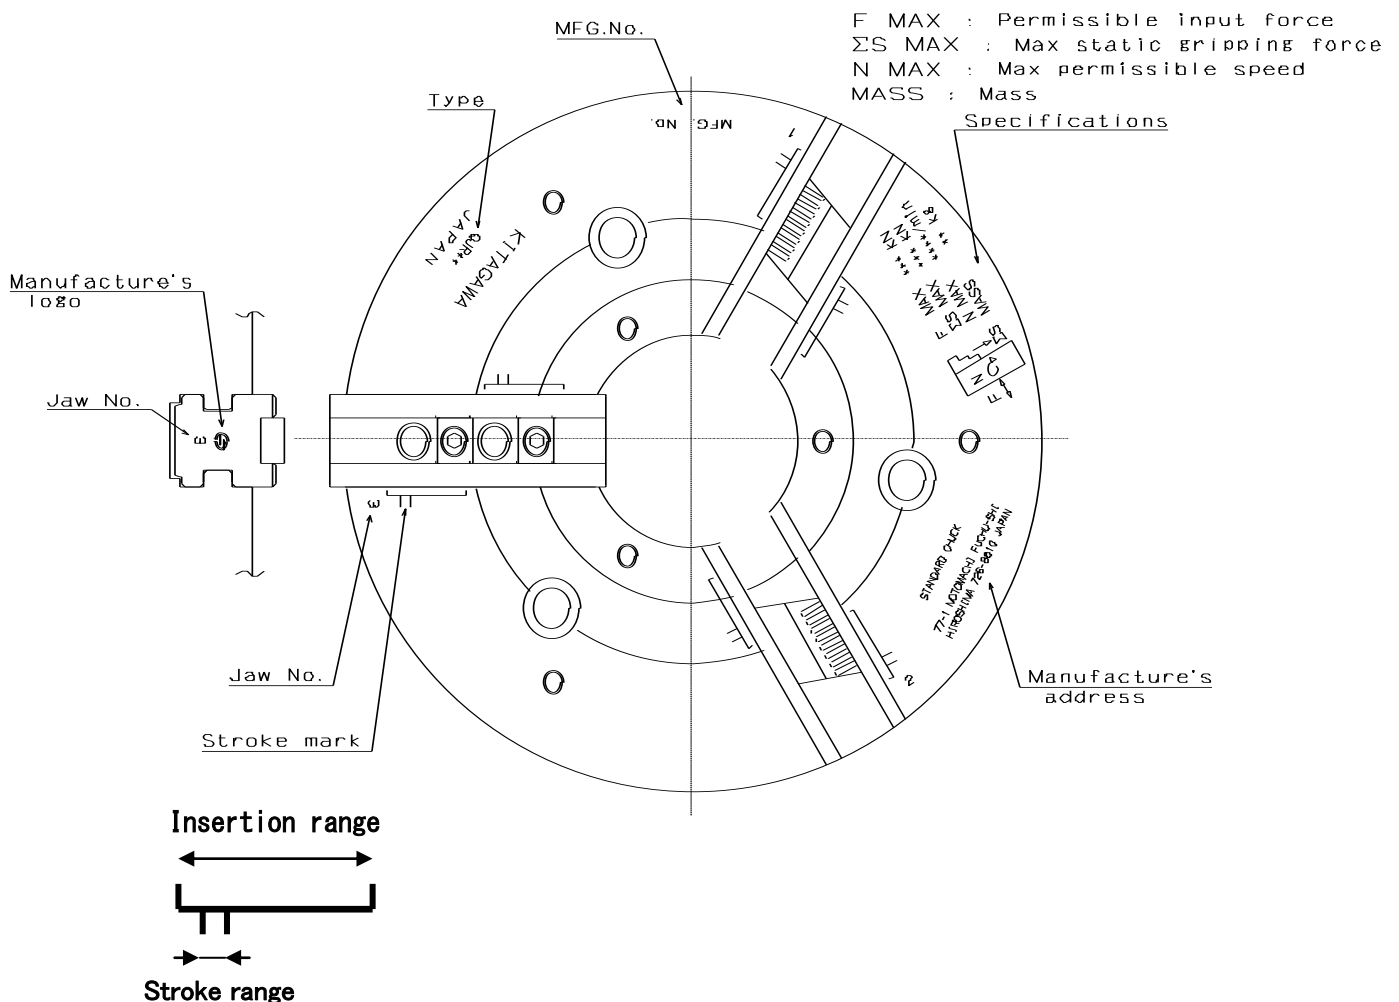 F MAX : Permissible input force
ΣS MAX : Max static gripping force
N MAX : Max permissible speed
MASS : Mass
Specifications
MFG.No.
Type
MFG. No.
1
KITAGAWA
QJR**
JAPAN
F MAX *** KN
ΣS MAX *** KN
N MAX ****/min
MASS ** kg
ΣS
N
F
Manufacture's
logo
Jaw No.
3
3
STANDARD CHUCK
77-1 MOTOMACHI FUCHU-SHI
HIROSHIMA 726-8610 JAPAN
2
Jaw No.
Manufacture's
address
Stroke mark
Insertion range
Stroke range